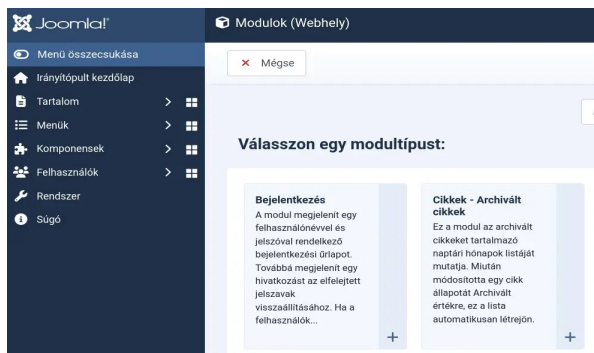 Joomla!
Modulok (Webhely)
Menü összecsukása
Irányítópult kezdőlap
Tartalom
Menük
Komponensek
Felhasználók
Rendszer
Súgó
Mégse
Válasszon egy modultípust:
Bejelentkezés
A modul megjelenít egy
felhasználónévvel és
jelszóval rendelkező
bejelentkezési űrlapot.
Továbbá megjelenít egy
hivatkozást az elfelejtett
jelszavak
visszaállításához. Ha a
felhasználók...
Cikkek - Archivált
cikkek
Ez a modul az archivált
cikkeket tartalmazó
naptári hónapok listáját
mutatja. Miután
módosította egy cikk
állapotát Archivált
értékre, ez a lista
automatikusan létrejön.